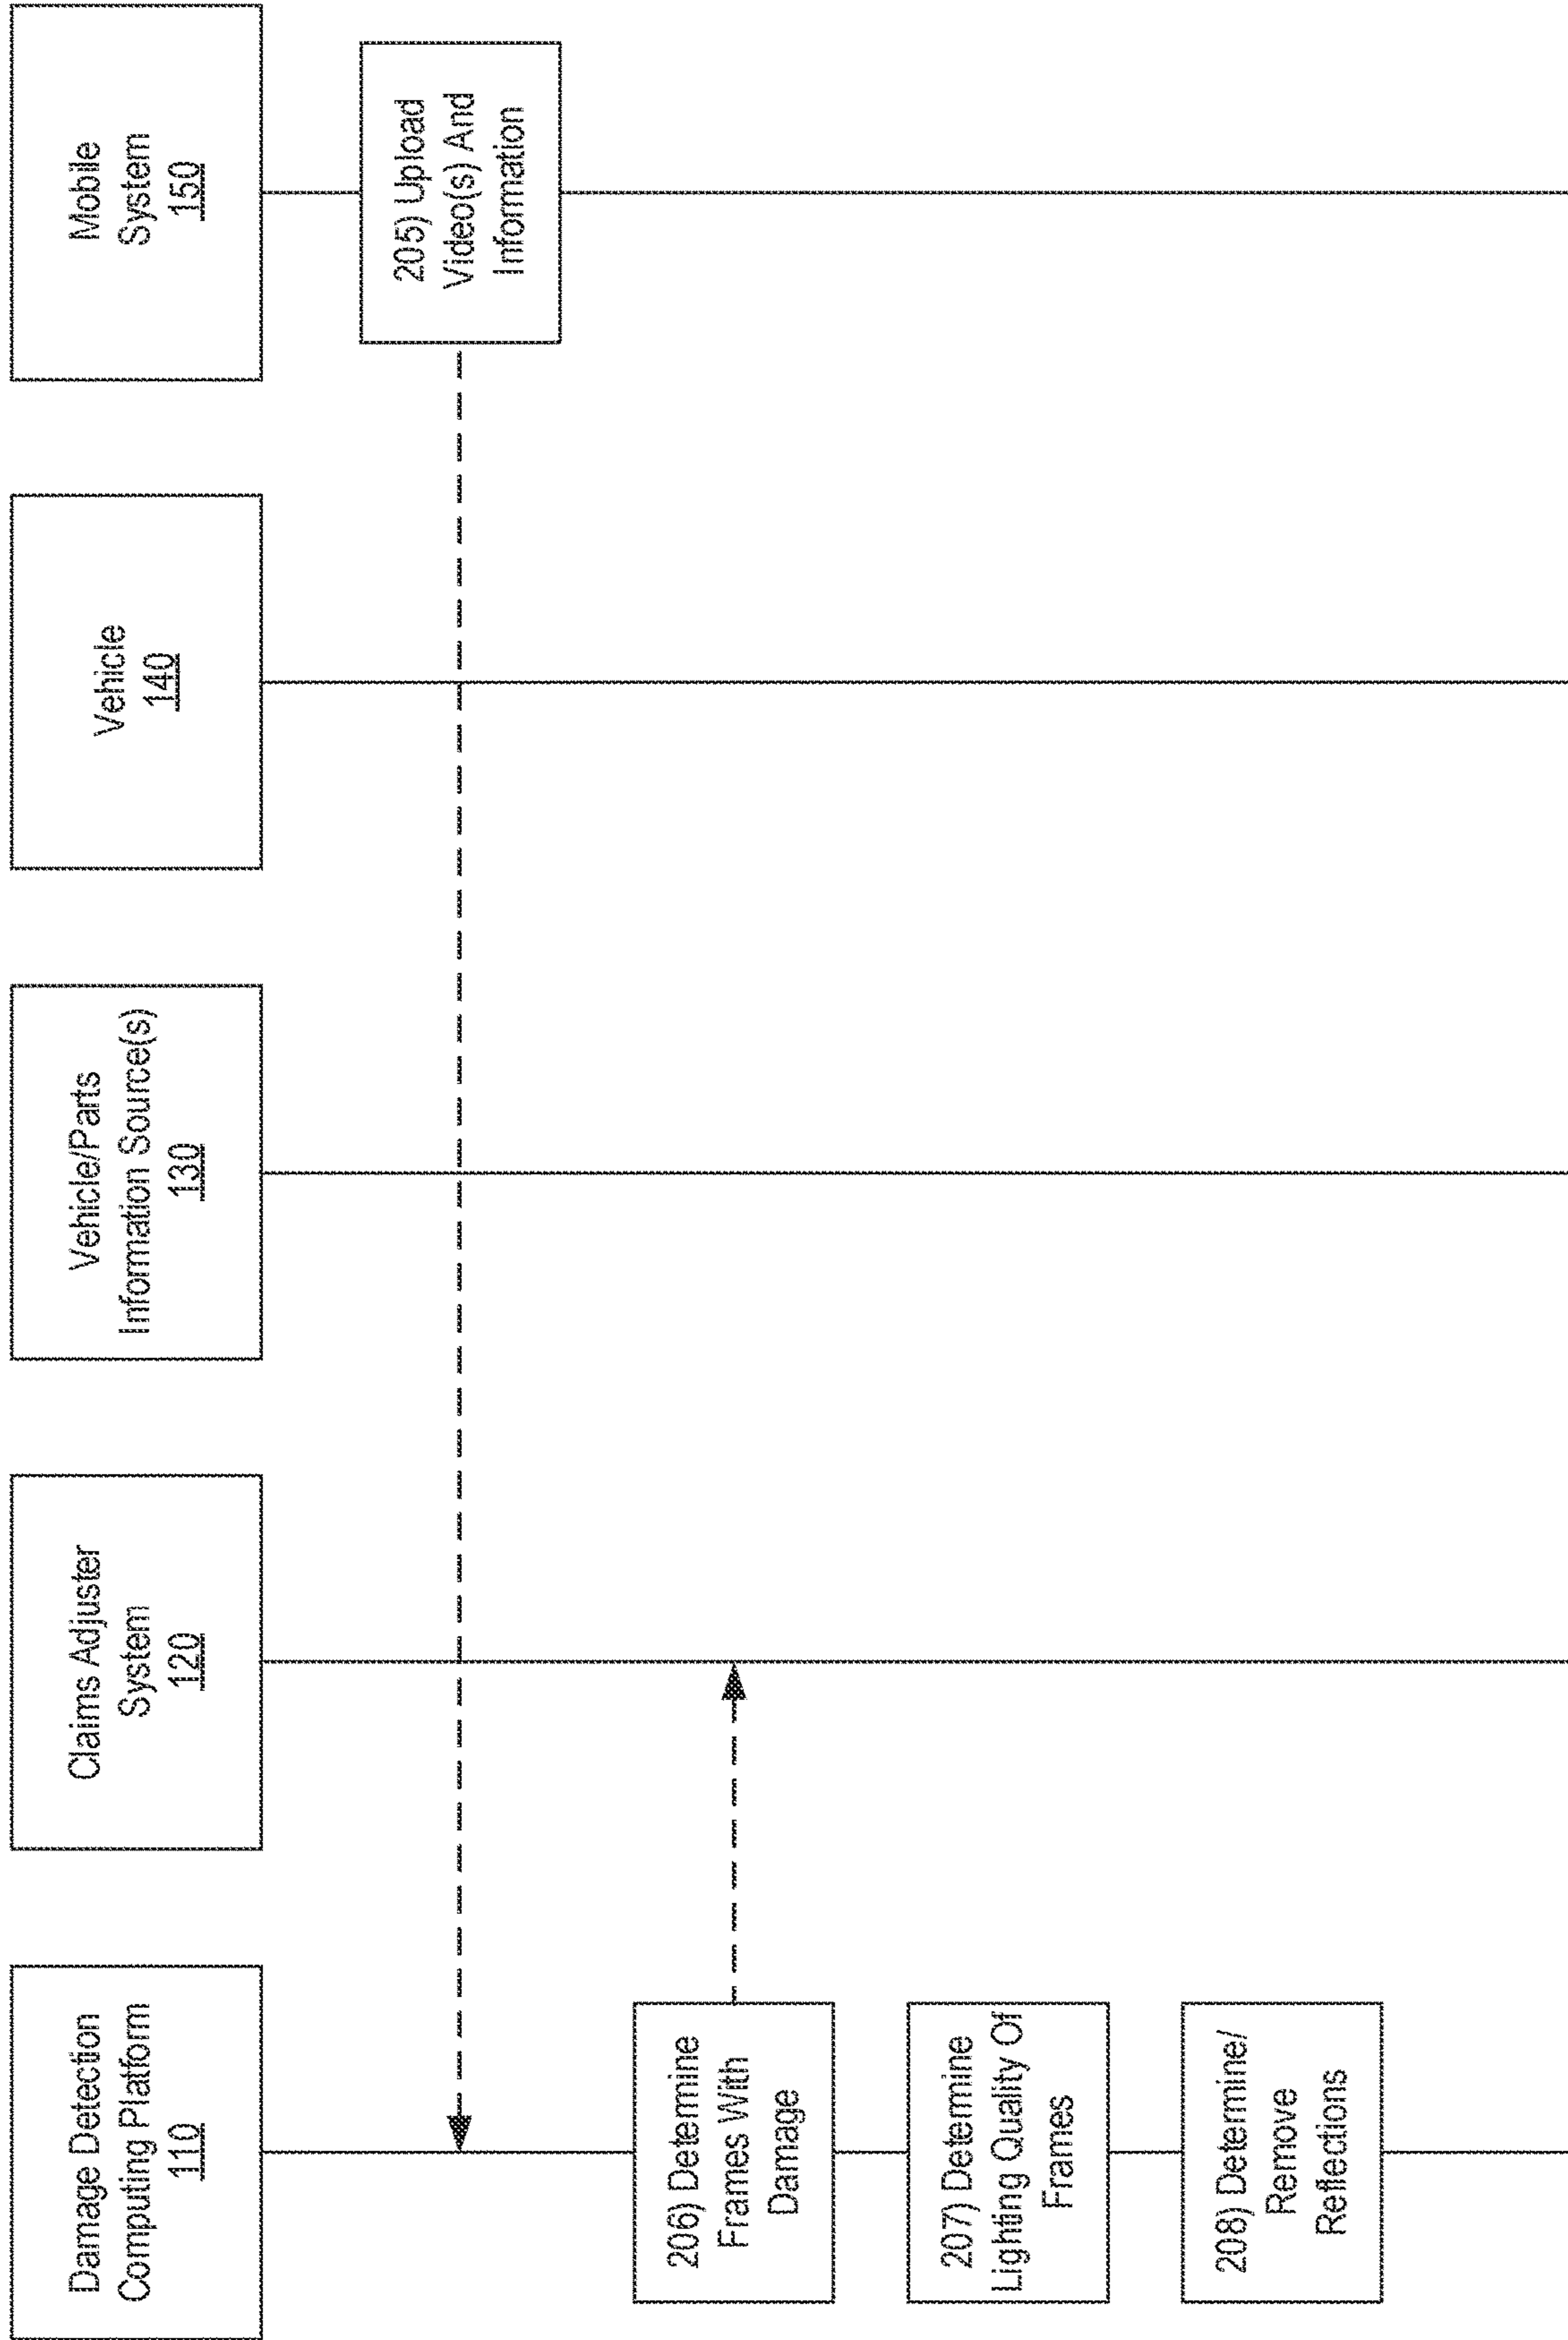 Damage Detection
Computing Platform
110
Claims Adjuster
System
120
Vehicle/Parts
Information Source(s)
130
Vehicle
140
Mobile
System
150
205) Upload
Video(s) And
Information
206) Determine
Frames With
Damage
207) Determine
Lighting Quality Of
Frames
208) Determine/
Remove
Reflections